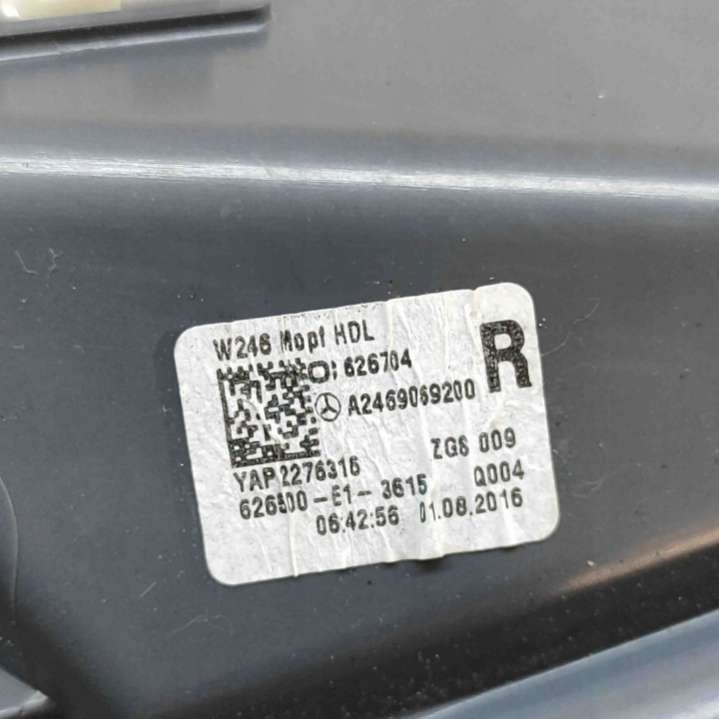 W246 Mopf HDL
R
626704
A2469069200
YAP2276316
ZGS 009
626500-E1-3615
Q004
06:42:56 01.08.2016